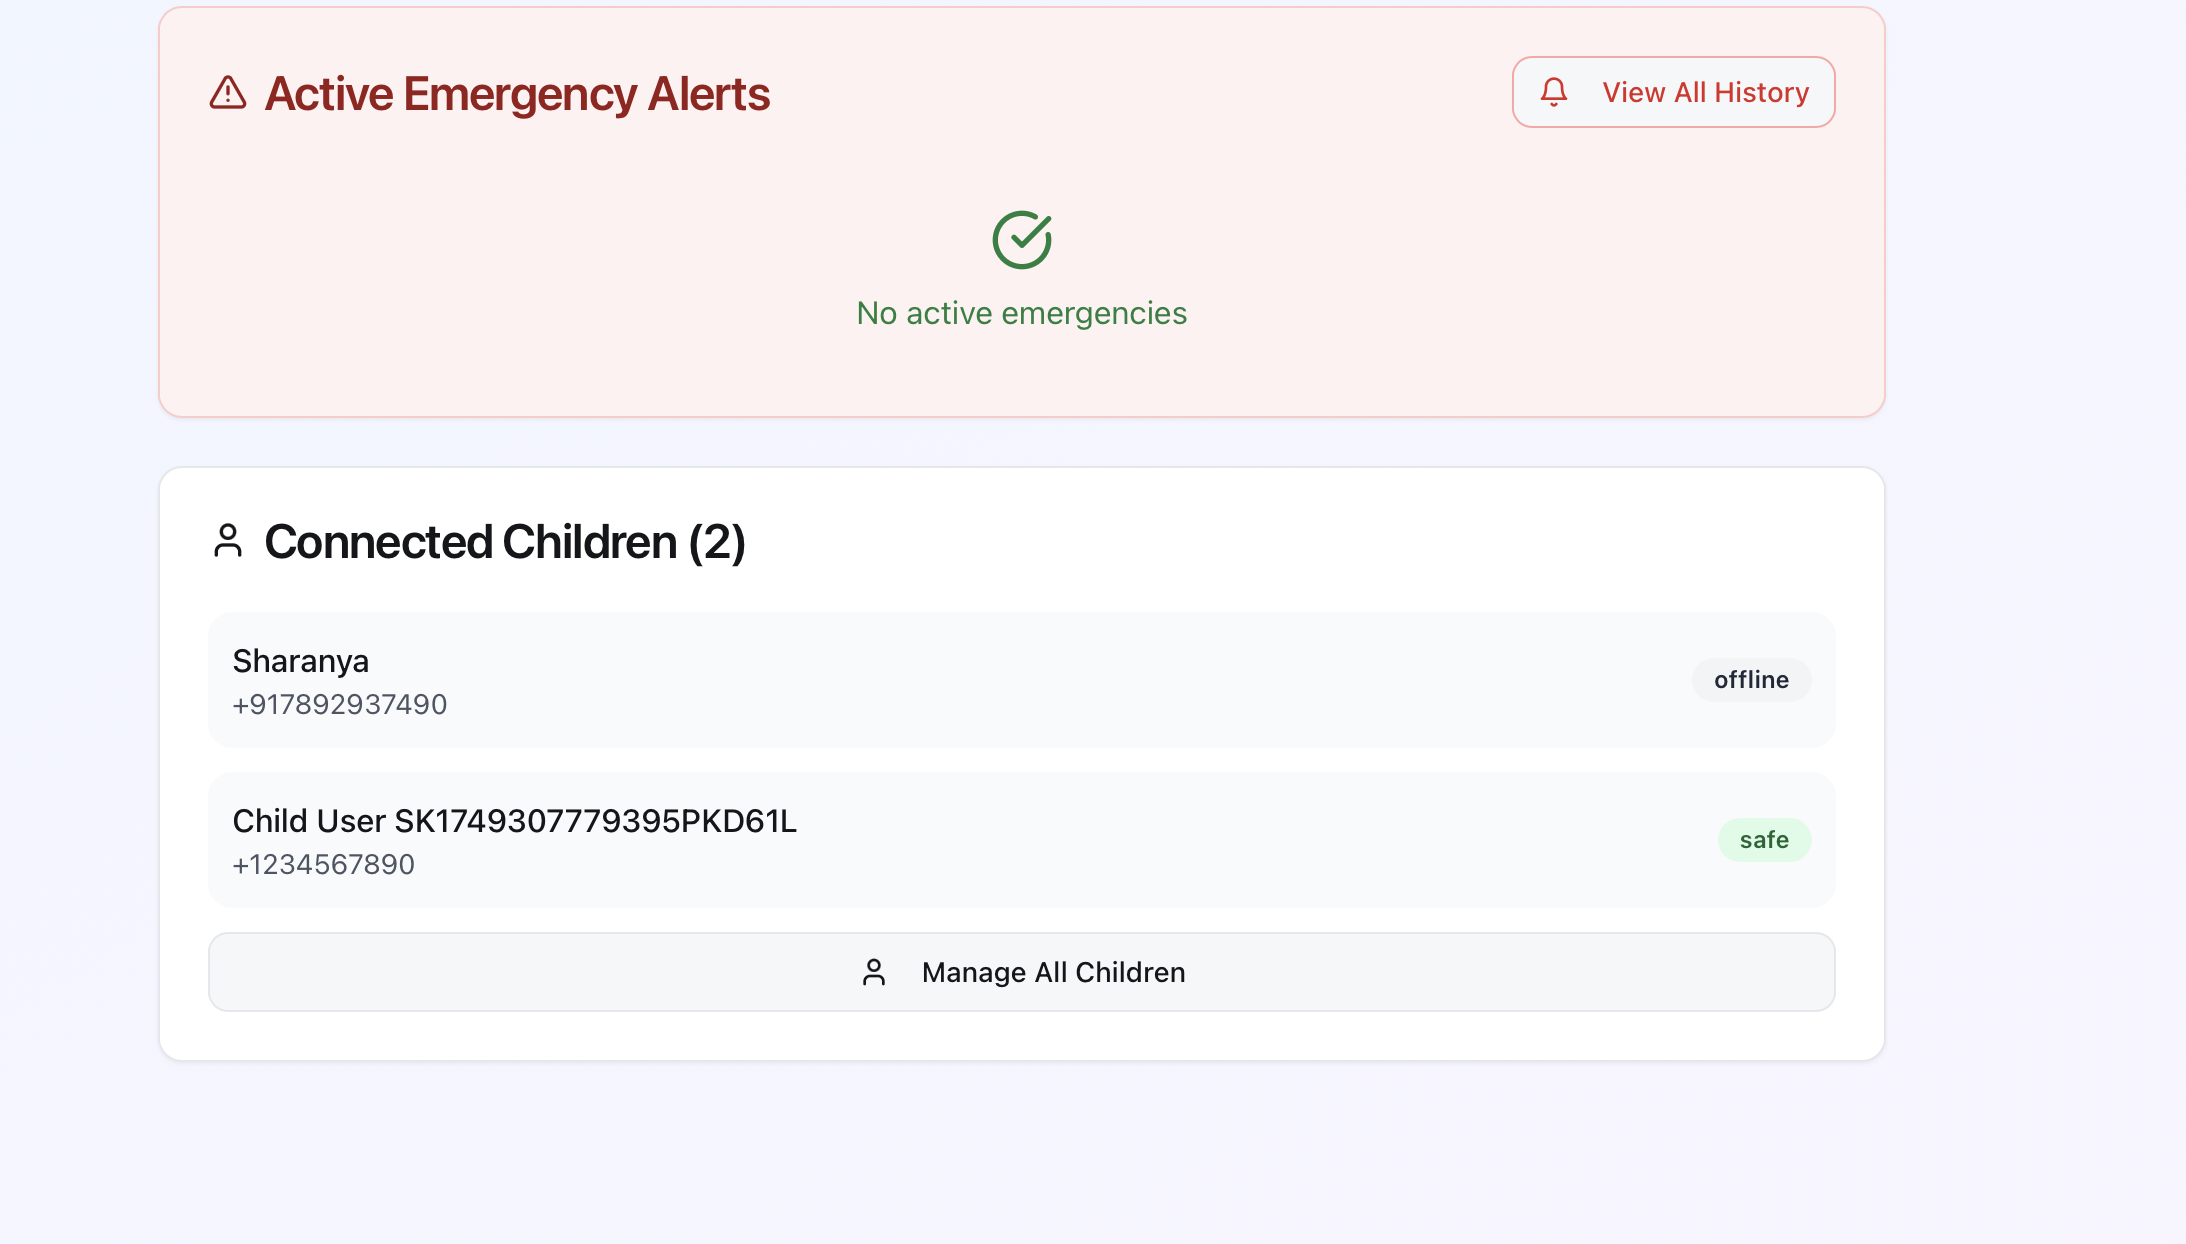 Active Emergency Alerts
View All History
No active emergencies
Connected Children (2)
Sharanya
+917892937490
offline
Child User SK1749307779395PKD61L
+1234567890
safe
Manage All Children